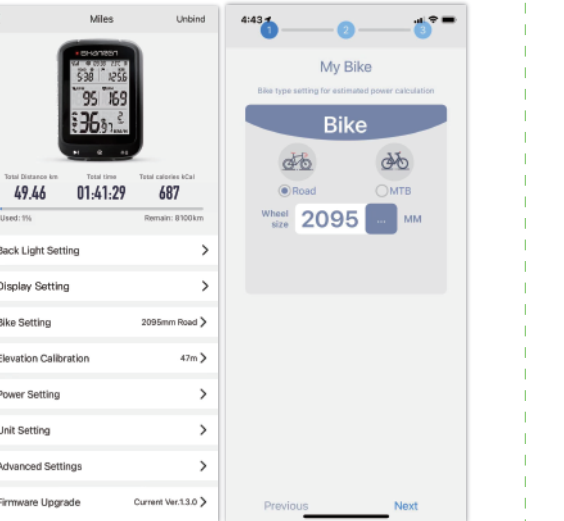 Miles
Unbind
SHANREN
538 1256
95 169
Total Distance km
Total time
Total calories kCal
49.46
01:41:29
687
Used: 1%
Remain: 8100km
Back Light Setting
Display Setting
Bike Setting
2095mm Road
Elevation Calibration
47m
Power Setting
Unit Setting
Advanced Settings
Firmware Upgrade
Current Ver.1.3.0
4:43
1
2
3
My Bike
Bike type setting for estimated power calculation
Bike
Road
MTB
Wheel
size
2095
...
MM
Previous
Next